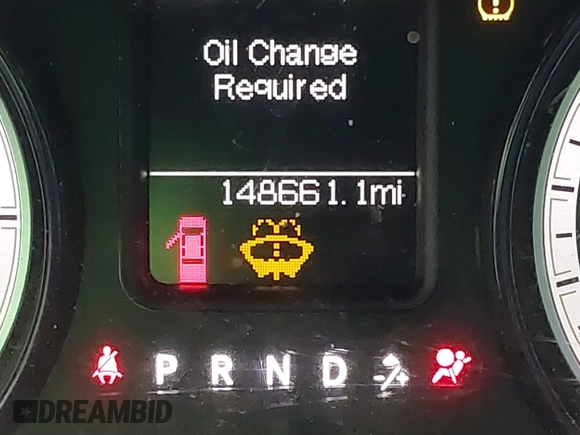 Oil Change
Required
148661.1mi
P R N D
DREAMBID